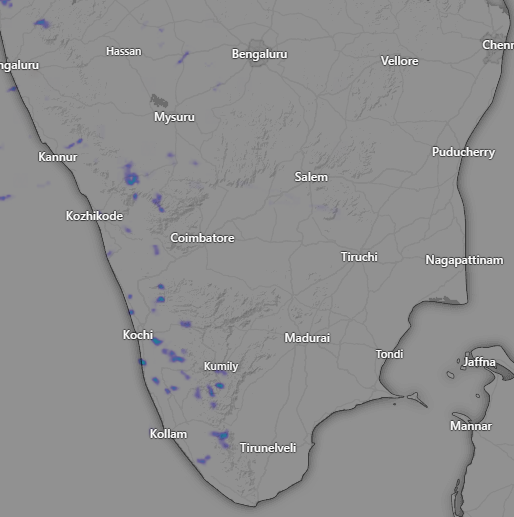 Hassan
Bengaluru
Chenn
Vellore
ngaluru
Mysuru
Kannur
Puducherry
Salem
Kozhikode
Coimbatore
Tiruchi
Nagapattinam
Kochi
Madurai
Tondi
Kumily
Jaffna
Kollam
Mannar
Tirunelveli